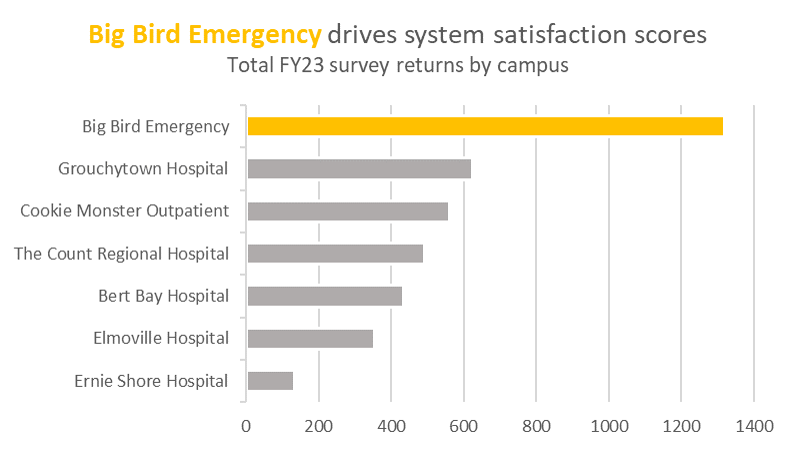 Big Bird Emergency drives system satisfaction scores
Total FY23 survey returns by campus
Big Bird Emergency
Grouchytown Hospital
Cookie Monster Outpatient
The Count Regional Hospital
Bert Bay Hospital
Elmoville Hospital
Ernie Shore Hospital
0 200 400 600 800 1000 1200 1400